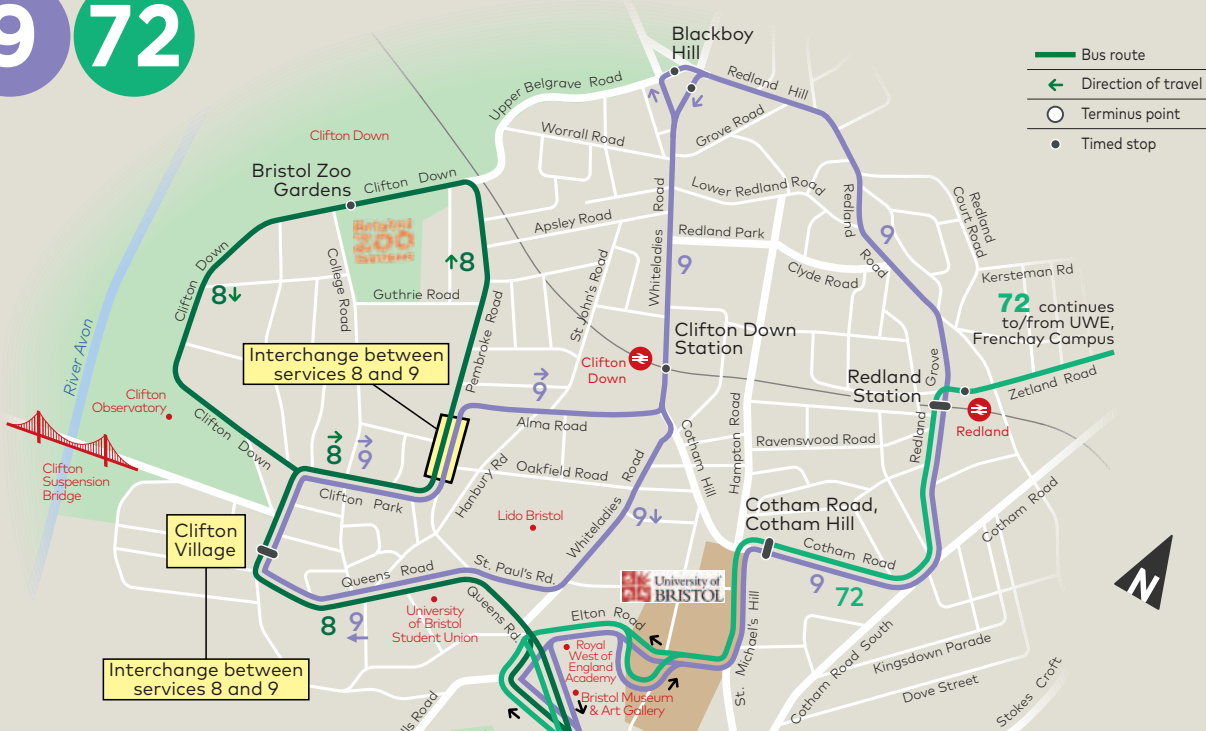 9
72
Blackboy
Hill
Bus route
Direction of travel
Terminus point
Timed stop
Upper Belgrave Road
Redland Hill
Clifton Down
Worrall Road
Grove Road
Bristol Zoo
Gardens
Clifton Down
Lower Redland Road
Redland
Court Road
ZOO
Apsley Road
Whiteladies Road
Redland Park
Redland
Road
9
Clifton Down
College Road
8
9
Clyde Road
Kersteman Rd
8
Guthrie Road
St John's Road
72 continues
to/from UWE,
Frenchay Campus
River Avon
Pembroke Road
Interchange between
services 8 and 9
Clifton Down
Station
Clifton
Down
Grove
Redland
Station
Zetland Road
9
Clifton
Observatory
Redland
Clifton Down
Alma Road
Cotham Hill
Hampton Road
Ravenswood Road
Redland
8
9
Clifton
Suspension
Bridge
Clifton Park
Hanbury Rd
Oakfield Road
Whiteladies Road
Cotham Road
Lido Bristol
9
Cotham Road,
Cotham Hill
Clifton
Village
Cotham Road
Queens Road
St. Paul's Rd.
University of
BRISTOL
9
72
N
8
9
University
of Bristol
Student Union
Queens Rd.
Elton Road
St. Michael's Hill
Cotham Road South
Kingsdown Parade
Royal
West of
England
Academy
Interchange between
services 8 and 9
Dove Street
Stokes Croft
Bristol Museum
& Art Gallery
lls Road